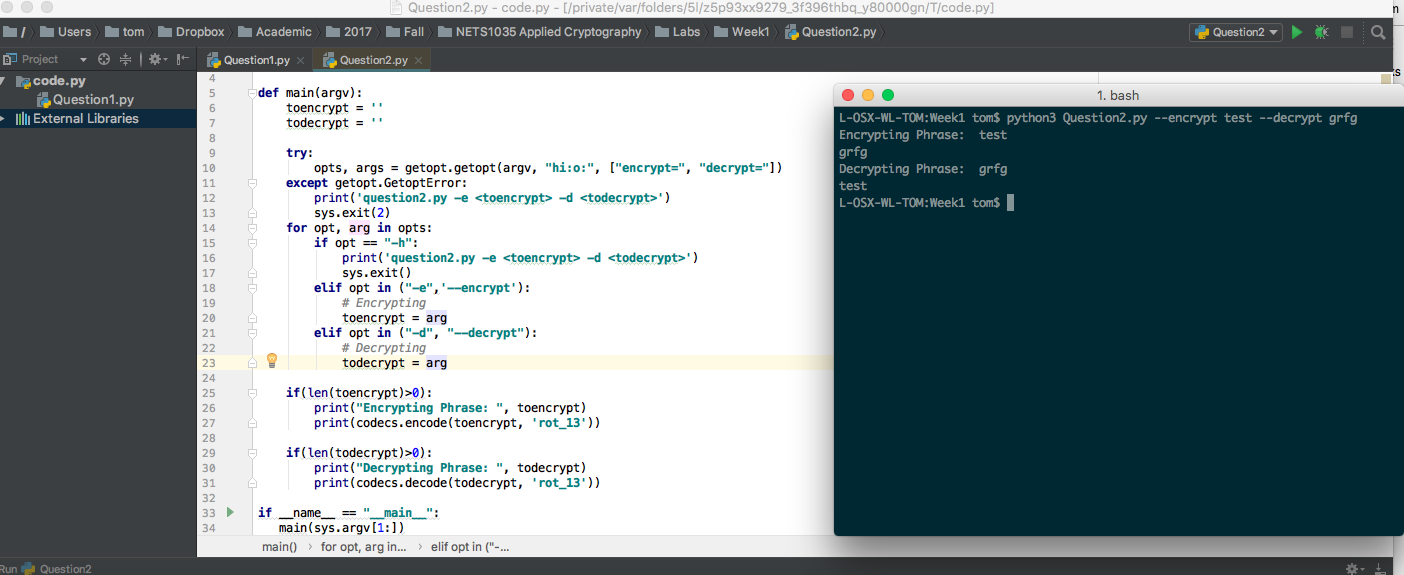 Question2.py - code.py - [/private/var/folders/5l/z5p93xx9279_3f396thbq_y80000gn/T/code.py]
/ Users tom Dropbox Academic 2017 Fall NETS1035 Applied Cryptography Labs Week1 Question2.py Question2
Project Question1.py × Question2.py ×
code.py
Question1.py
External Libraries
4
5 def main(argv):
6 toencrypt = ''
7 todecrypt = ''
8
9 try:
10 opts, args = getopt.getopt(argv, "hi:o:", ["encrypt=", "decrypt="])
11 except getopt.GetoptError:
12 print('question2.py -e <toencrypt> -d <todecrypt>')
13 sys.exit(2)
14 for opt, arg in opts:
15 if opt == "-h":
16 print('question2.py -e <toencrypt> -d <todecrypt>')
17 sys.exit()
18 elif opt in ("-e",'--encrypt'):
19 # Encrypting
20 toencrypt = arg
21 elif opt in ("-d", "--decrypt"):
22 # Decrypting
23 todecrypt = arg
24
25 if(len(toencrypt)>0):
26 print("Encrypting Phrase: ", toencrypt)
27 print(codecs.encode(toencrypt, 'rot_13'))
28
29 if(len(todecrypt)>0):
30 print("Decrypting Phrase: ", todecrypt)
31 print(codecs.decode(todecrypt, 'rot_13'))
32
33 if __name__ == "__main__":
34 main(sys.argv[1:])
main() › for opt, arg in... › elif opt in ("-...
Run Question2
1. bash
L-OSX-WL-TOM:Week1 tom$ python3 Question2.py --encrypt test --decrypt grfg
Encrypting Phrase:  test
grfg
Decrypting Phrase:  grfg
test
L-OSX-WL-TOM:Week1 tom$